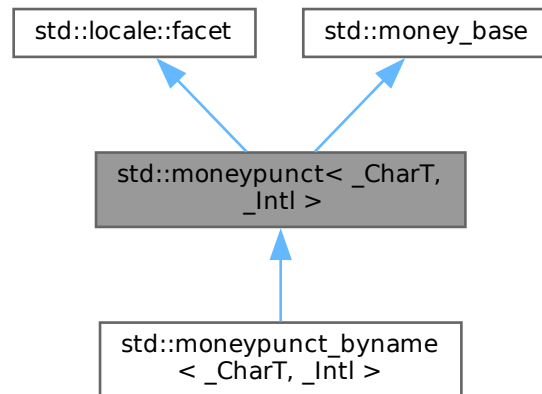 std::locale::facet
std::money_base
std::moneypunct< _CharT,
_Intl >
std::moneypunct_byname
< _CharT, _Intl >